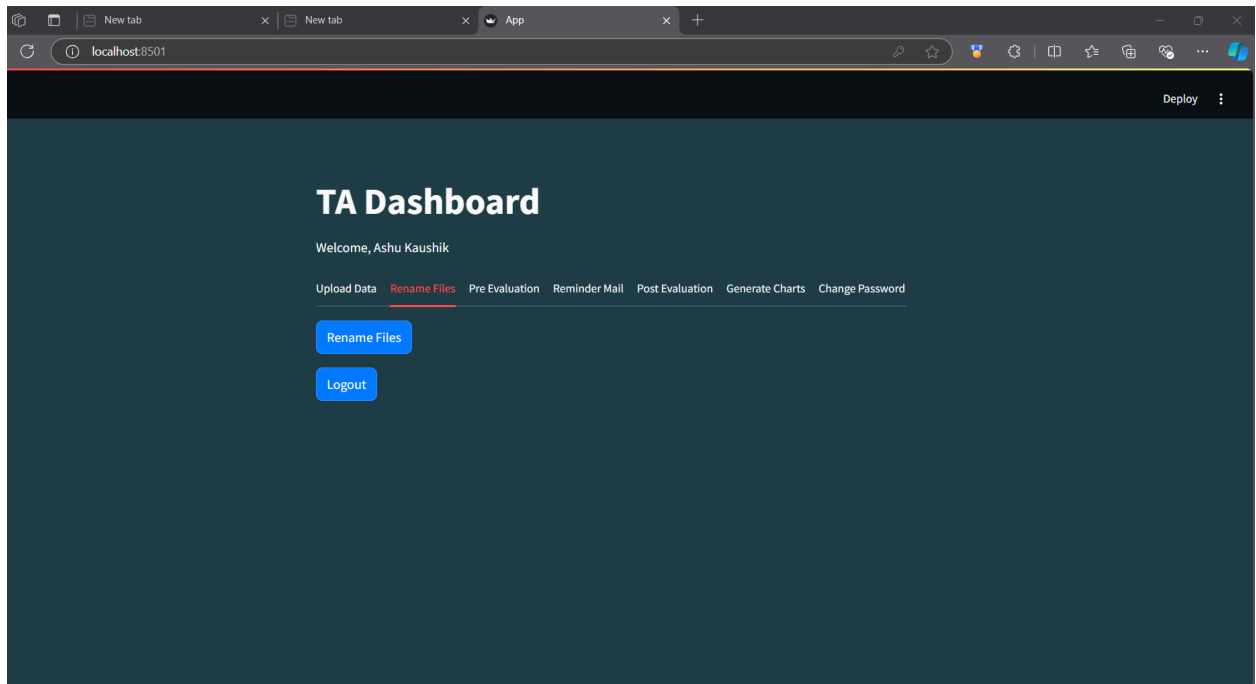 New tab New tab App
localhost:8501
Deploy
TA Dashboard
Welcome, Ashu Kaushik
Upload Data Rename Files Pre Evaluation Reminder Mail Post Evaluation Generate Charts Change Password
Rename Files
Logout